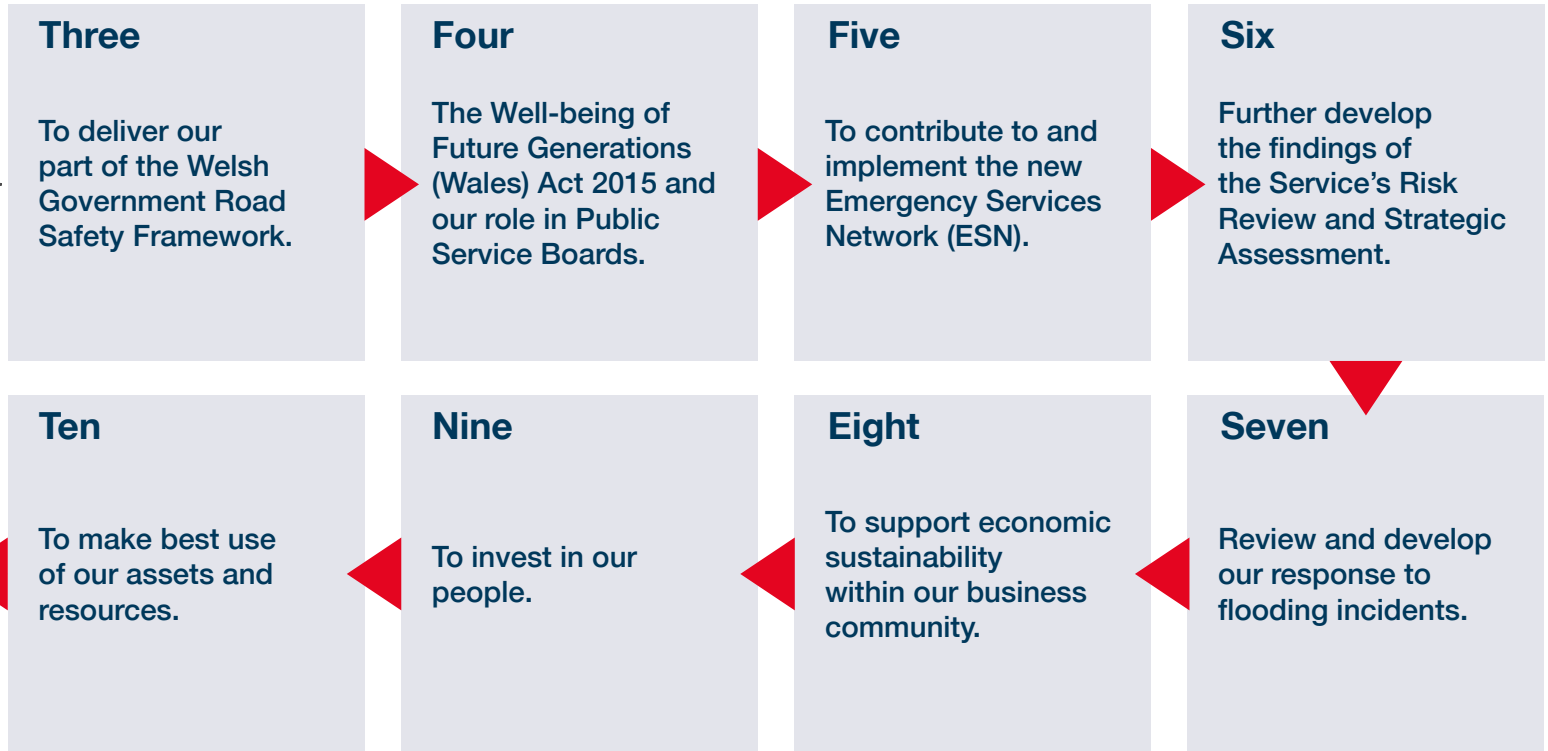 Three
To deliver our
part of the Welsh
Government Road
Safety Framework.
Four
The Well-being of
Future Generations
(Wales) Act 2015 and
our role in Public
Service Boards.
Five
To contribute to and
implement the new
Emergency Services
Network (ESN).
Six
Further develop
the findings of
the Service’s Risk
Review and Strategic
Assessment.
Seven
Review and develop
our response to
flooding incidents.
Eight
To support economic
sustainability
within our business
community.
Nine
To invest in our
people.
Ten
To make best use
of our assets and
resources.